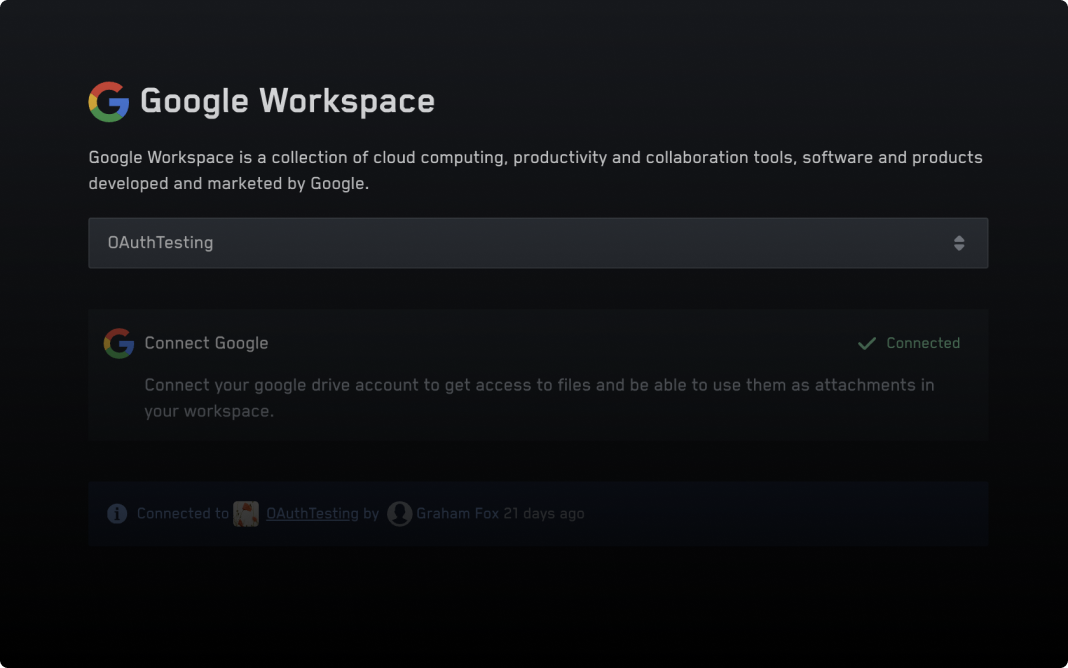 Google Workspace
Google Workspace is a collection of cloud computing, productivity and collaboration tools, software and products
developed and marketed by Google.
OAuthTesting
Connect Google
Connected
Connect your google drive account to get access to files and be able to use them as attachments in
your workspace.
Connected to OAuthTesting by Graham Fox 21 days ago